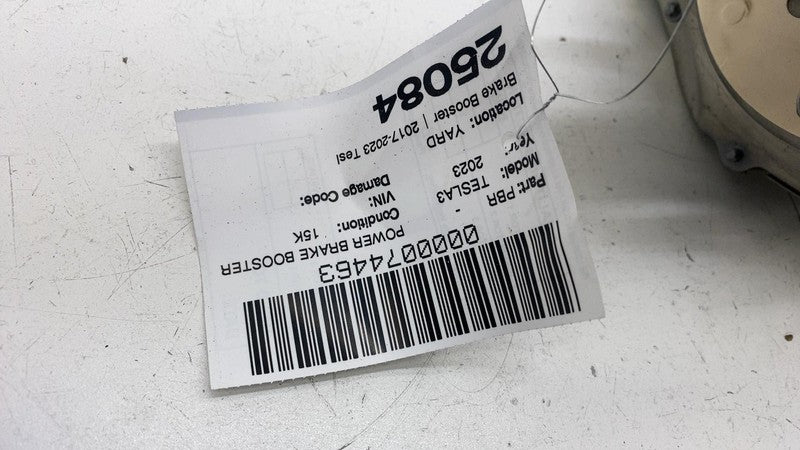 0000074463
Part: PBR - POWER BRAKE BOOSTER
Model: TESLA3 Condition: 15K
Year: 2023 VIN:
Location: YARD Damage Code:
Brake Booster | 2017-2023 Tesl
25084